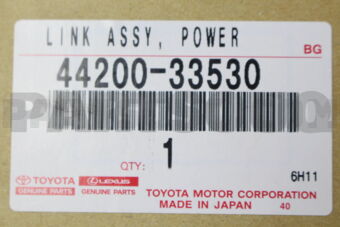 LINK ASSY, POWER
BG
44200-33530
QTY: 1
6H11
TOYOTA LEXUS
GENUINE PARTS GENUINE PARTS
TOYOTA MOTOR CORPORATION
MADE IN JAPAN 40